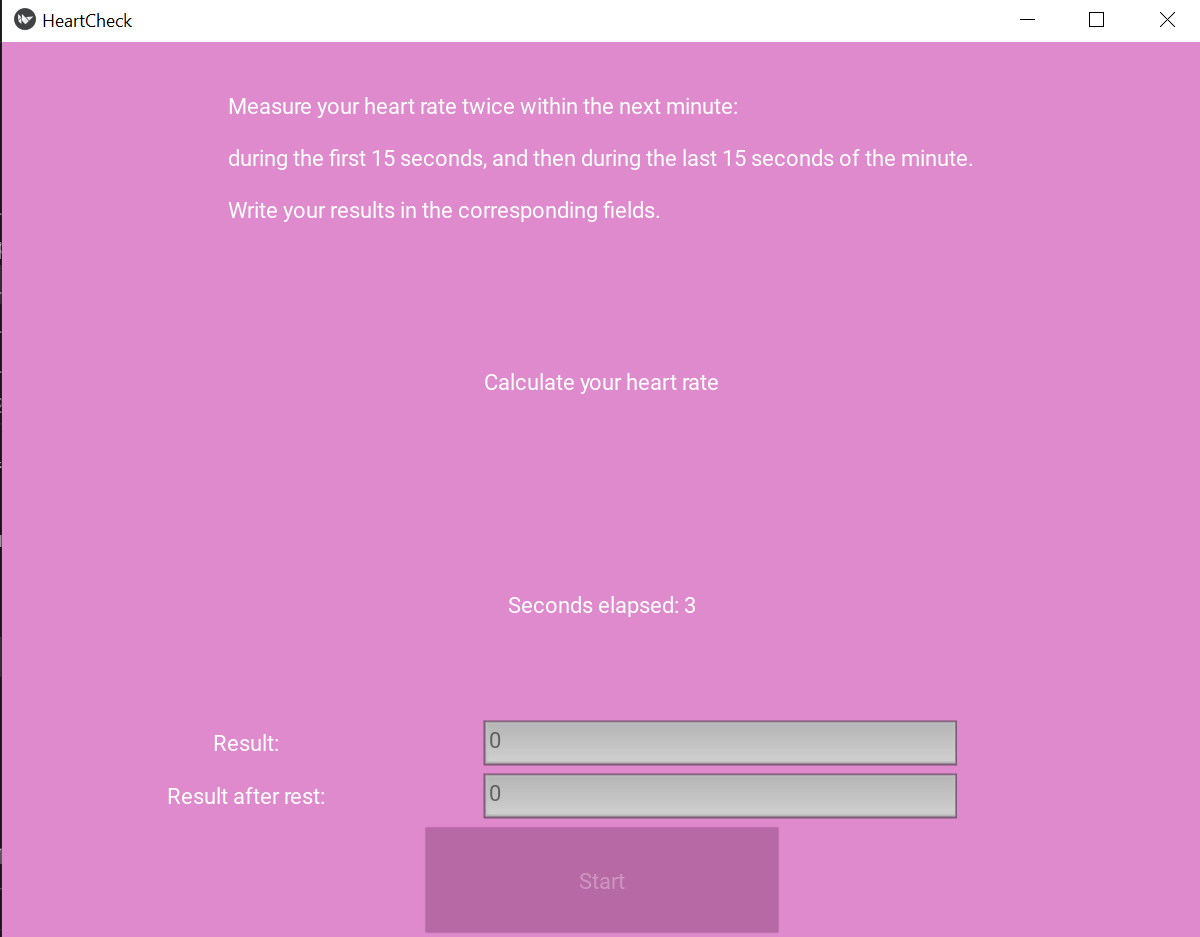 HeartCheck
Measure your heart rate twice within the next minute:
during the first 15 seconds, and then during the last 15 seconds of the minute.
Write your results in the corresponding fields.
Calculate your heart rate
Seconds elapsed: 3
Result:
0
Result after rest:
0
Start